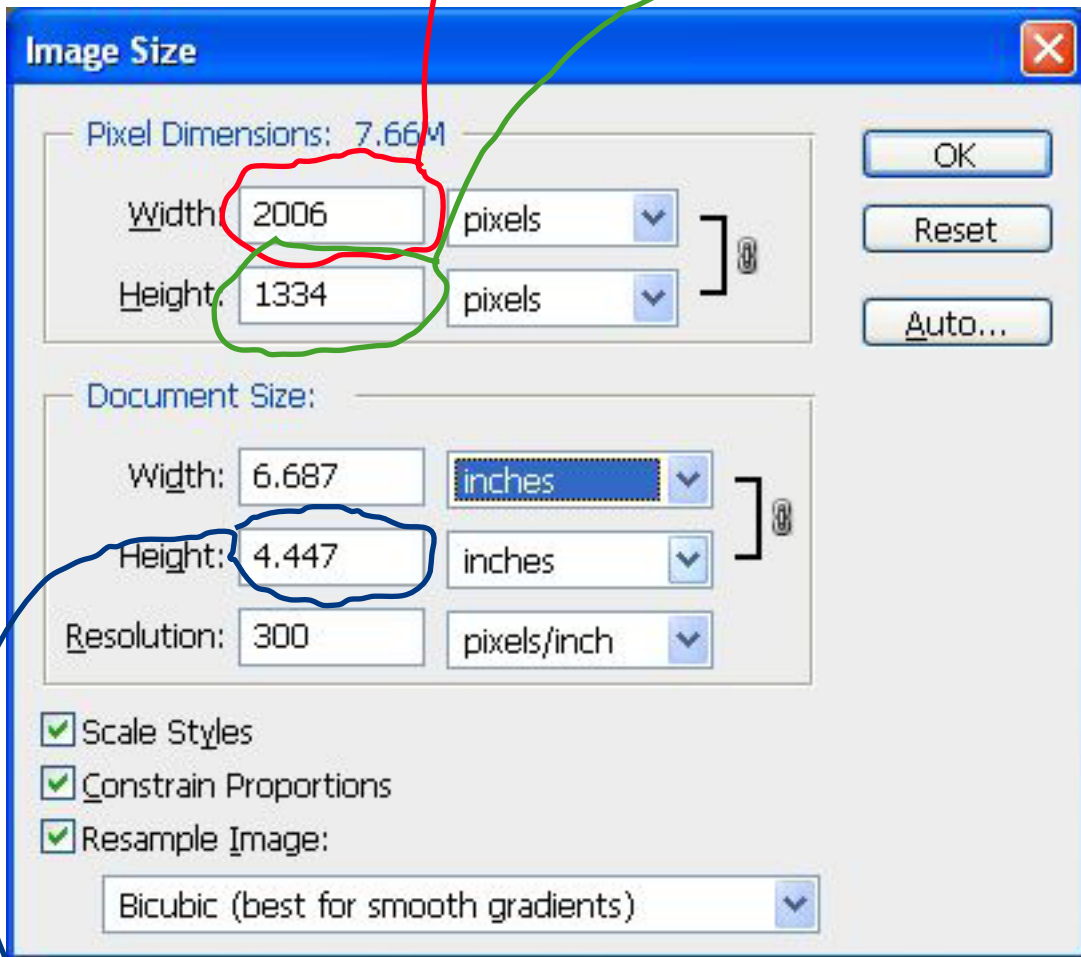 Image Size
Pixel Dimensions: 7.66M
OK
Width: 2006 pixels
Reset
Height: 1334 pixels
Auto...
Document Size:
Width: 6.687 inches
Height: 4.447 inches
Resolution: 300 pixels/inch
Scale Styles
Constrain Proportions
Resample Image:
Bicubic (best for smooth gradients)